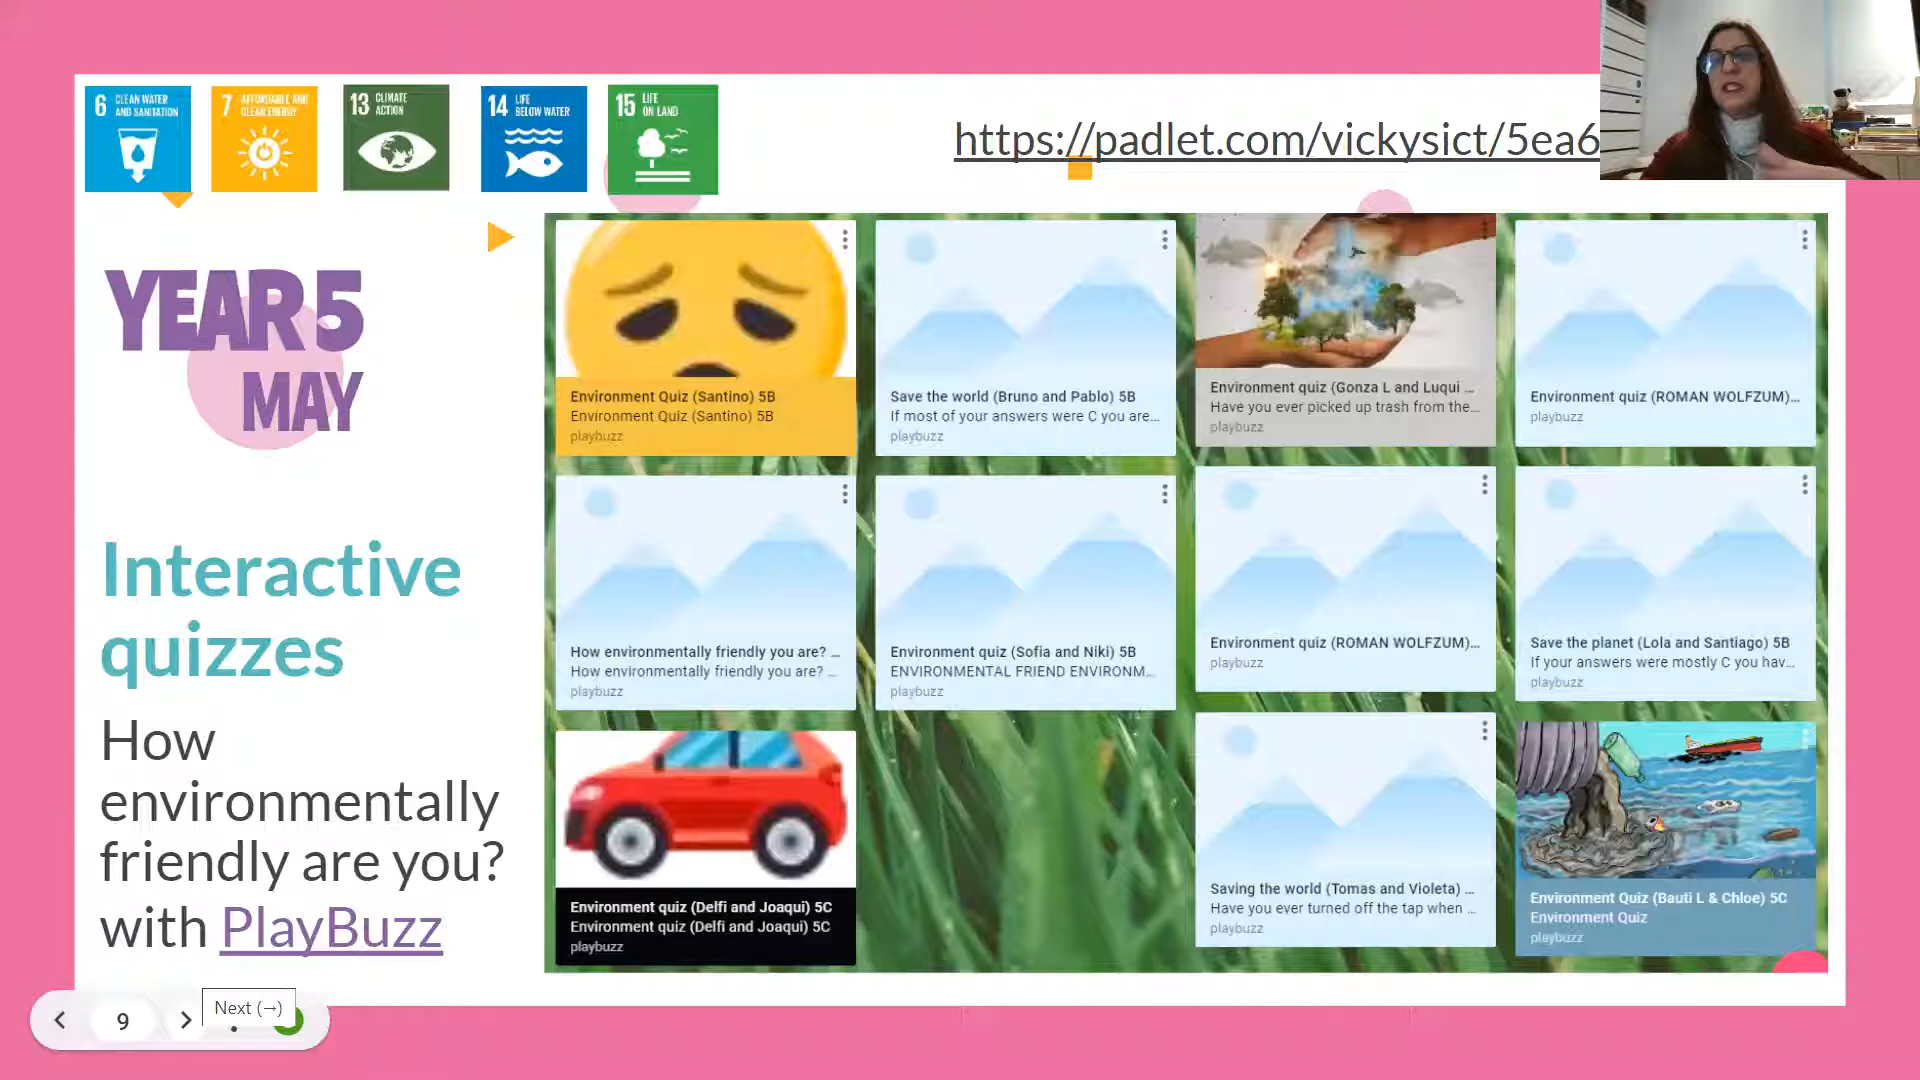 6 CLEAN WATER
AND SANITATION
7 AFFORDABLE AND
CLEAN ENERGY
13 CLIMATE
ACTION
14 LIFE
BELOW WATER
15 LIFE
ON LAND
https://padlet.com/vickysict/5ea6
YEAR 5
MAY
Interactive
quizzes
How
environmentally
friendly are you?
with PlayBuzz
Environment Quiz (Santino) 5B
Environment Quiz (Santino) 5B
playbuzz
Save the world (Bruno and Pablo) 5B
If most of your answers were C you are...
playbuzz
Environment quiz (Gonza L and Luqui ...
Have you ever picked up trash from the...
playbuzz
Environment quiz (ROMAN WOLFZUM)...
playbuzz
How environmentally friendly you are? ...
How environmentally friendly you are? ...
playbuzz
Environment quiz (Sofia and Niki) 5B
ENVIRONMENTAL FRIEND ENVIRONM...
playbuzz
Environment quiz (ROMAN WOLFZUM)...
playbuzz
Save the planet (Lola and Santiago) 5B
If your answers were mostly C you hav...
playbuzz
Environment quiz (Delfi and Joaqui) 5C
Environment quiz (Delfi and Joaqui) 5C
playbuzz
Saving the world (Tomas and Violeta) ...
Have you ever turned off the tap when ...
playbuzz
Environment Quiz (Bauti L & Chloe) 5C
Environment Quiz
playbuzz
9
Next (→)